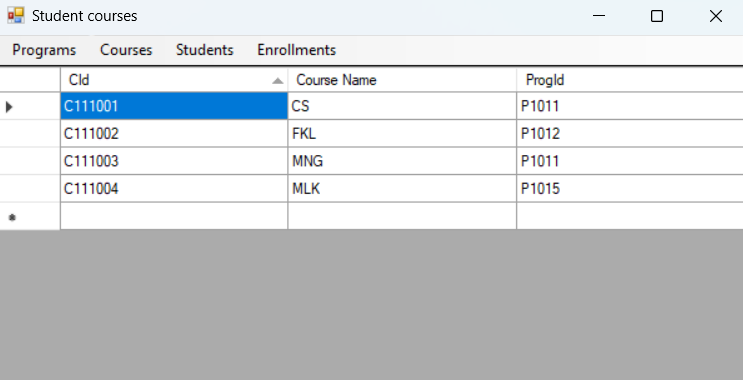 Student courses
Programs Courses Students Enrollments
CId Course Name ProgId
C111001 CS P1011
C111002 FKL P1012
C111003 MNG P1011
C111004 MLK P1015